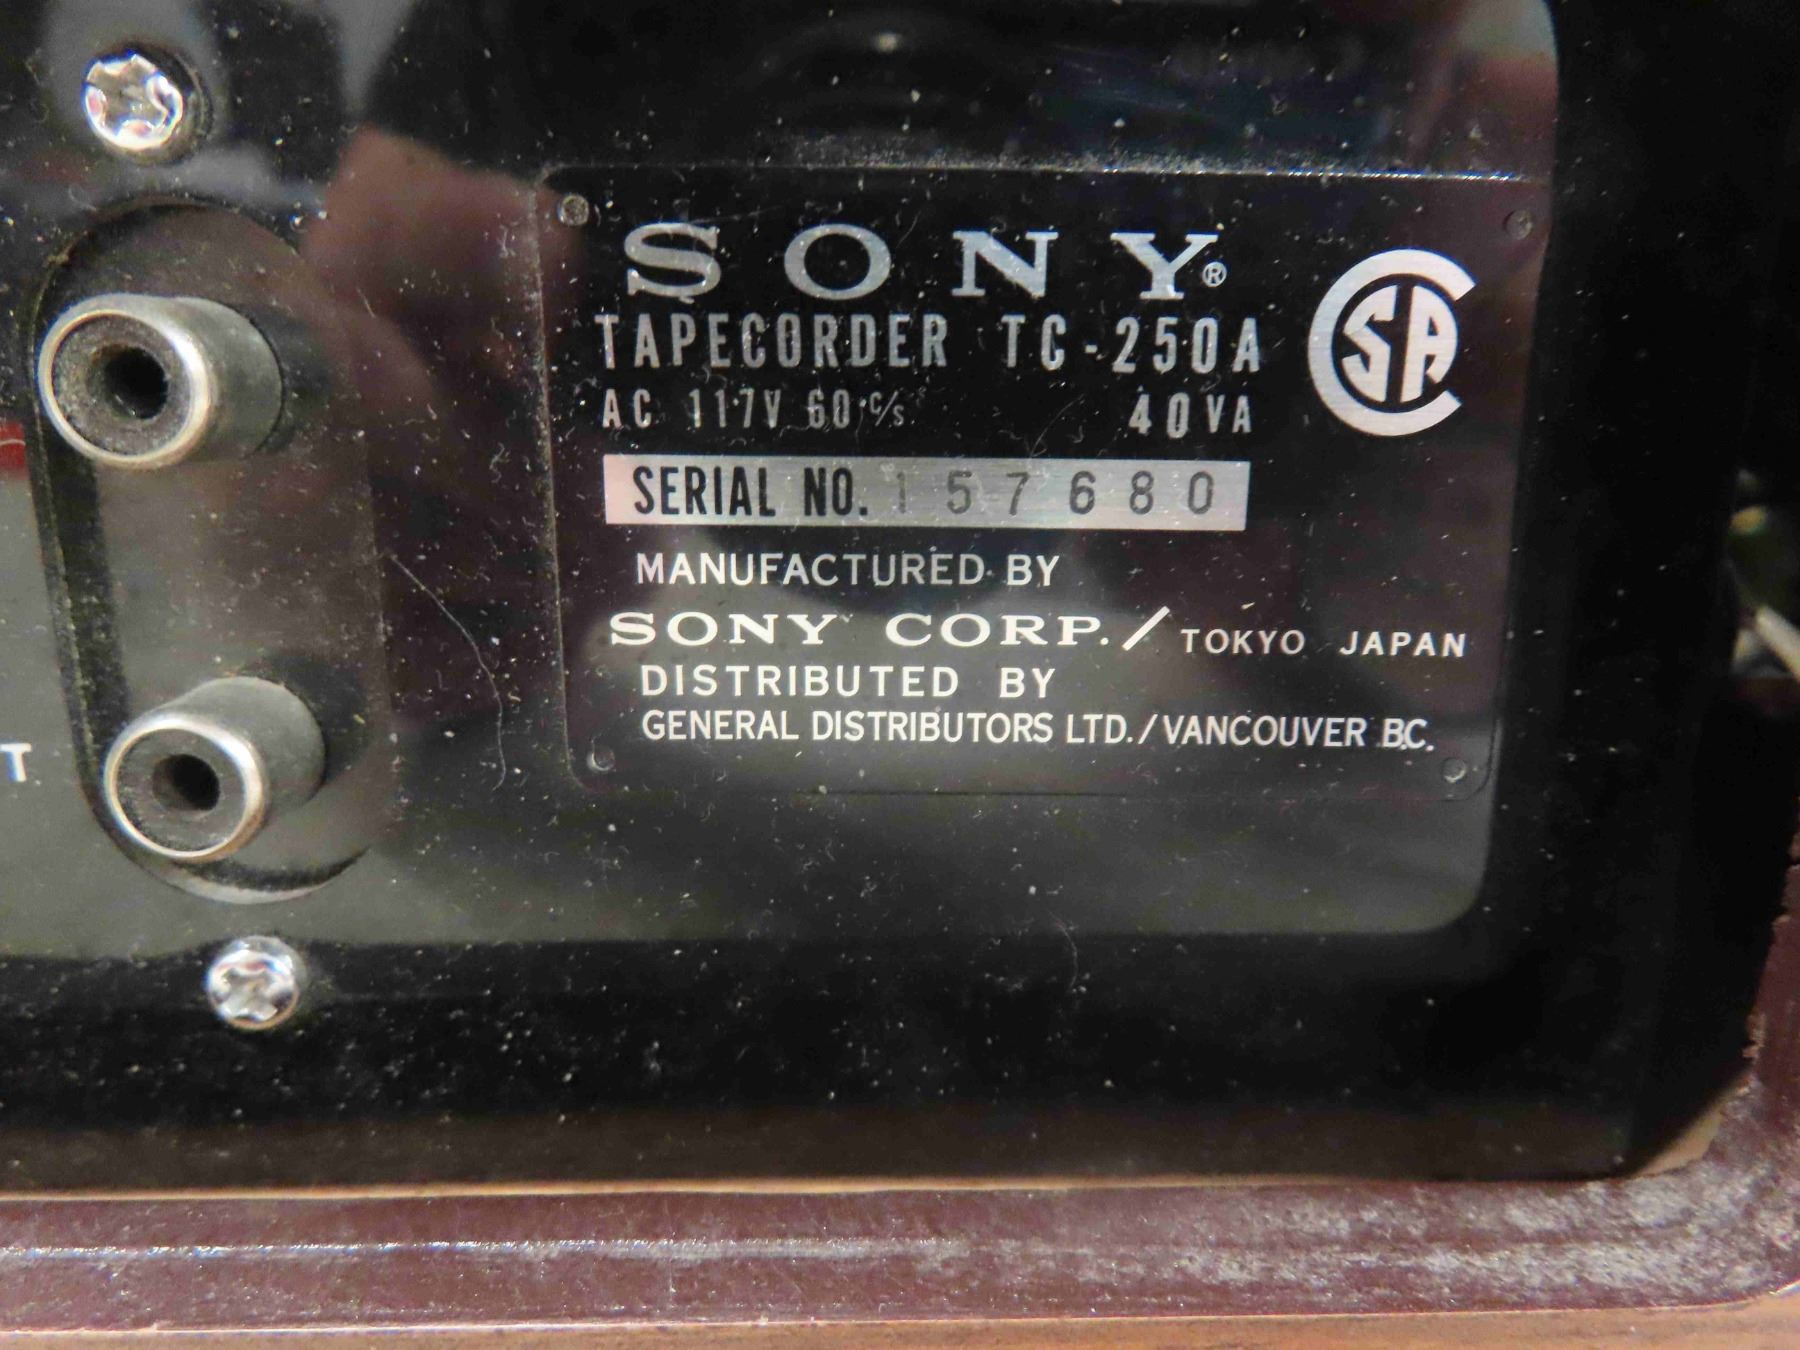 SONY®
TAPECORDER TC-250A
AC 117V 60 c/s 40VA
SERIAL NO. 157680
MANUFACTURED BY
SONY CORP./TOKYO JAPAN
DISTRIBUTED BY
GENERAL DISTRIBUTORS LTD./VANCOUVER B.C.
CSA
T